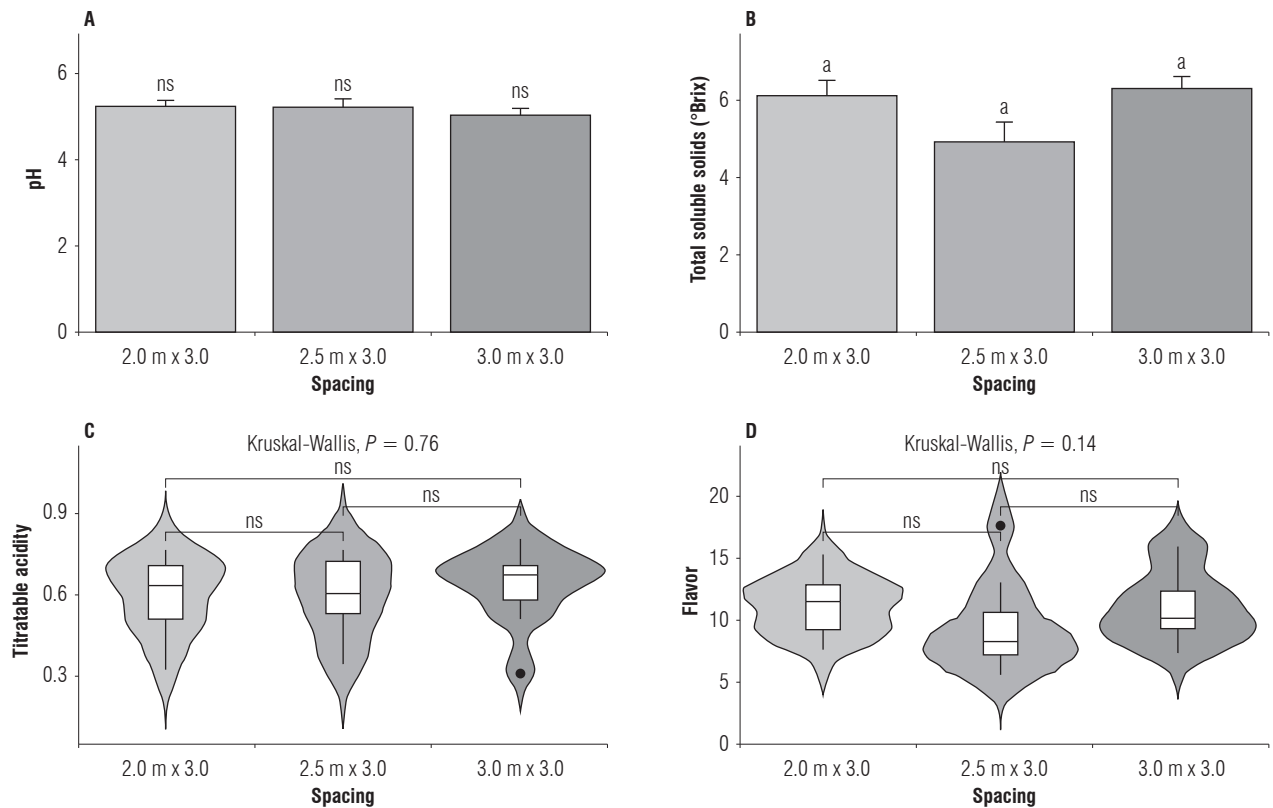 A
pH
6
4
2
0
ns
ns
ns
2.0 m x 3.0
2.5 m x 3.0
3.0 m x 3.0
Spacing
B
Total soluble solids (°Brix)
6
4
2
0
a
a
a
2.0 m x 3.0
2.5 m x 3.0
3.0 m x 3.0
Spacing
C
Kruskal-Wallis, P = 0.76
ns
ns
ns
Titratable acidity
0.9
0.6
0.3
2.0 m x 3.0
2.5 m x 3.0
3.0 m x 3.0
Spacing
D
Kruskal-Wallis, P = 0.14
ns
ns
ns
Flavor
20
15
10
5
0
2.0 m x 3.0
2.5 m x 3.0
3.0 m x 3.0
Spacing